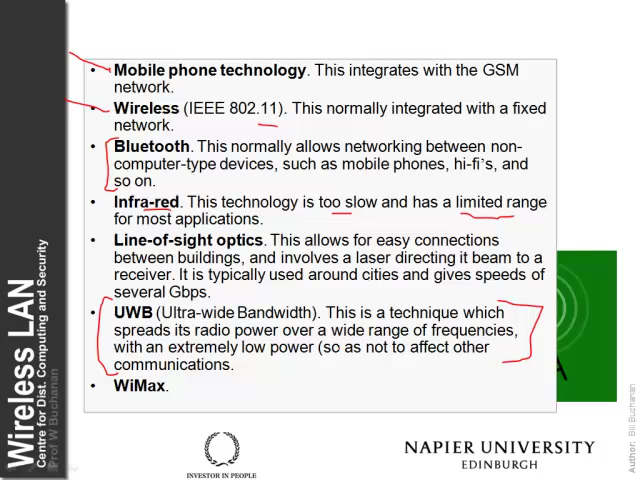 • Mobile phone technology. This integrates with the GSM
network.
• Wireless (IEEE 802.11). This normally integrated with a fixed
network.
• Bluetooth. This normally allows networking between non-
computer-type devices, such as mobile phones, hi-fi's, and
so on.
• Infra-red. This technology is too slow and has a limited range
for most applications.
• Line-of-sight optics. This allows for easy connections
between buildings, and involves a laser directing it beam to a
receiver. It is typically used around cities and gives speeds of
several Gbps.
• UWB (Ultra-wide Bandwidth). This is a technique which
spreads its radio power over a wide range of frequencies,
with an extremely low power (so as not to affect other
communications.
• WiMax.
Wireless LAN
Centre for Dist. Computing and Security
Prof W Buchanan
A
INVESTOR IN PEOPLE
NAPIER UNIVERSITY
EDINBURGH
Author: Bill Buchanan